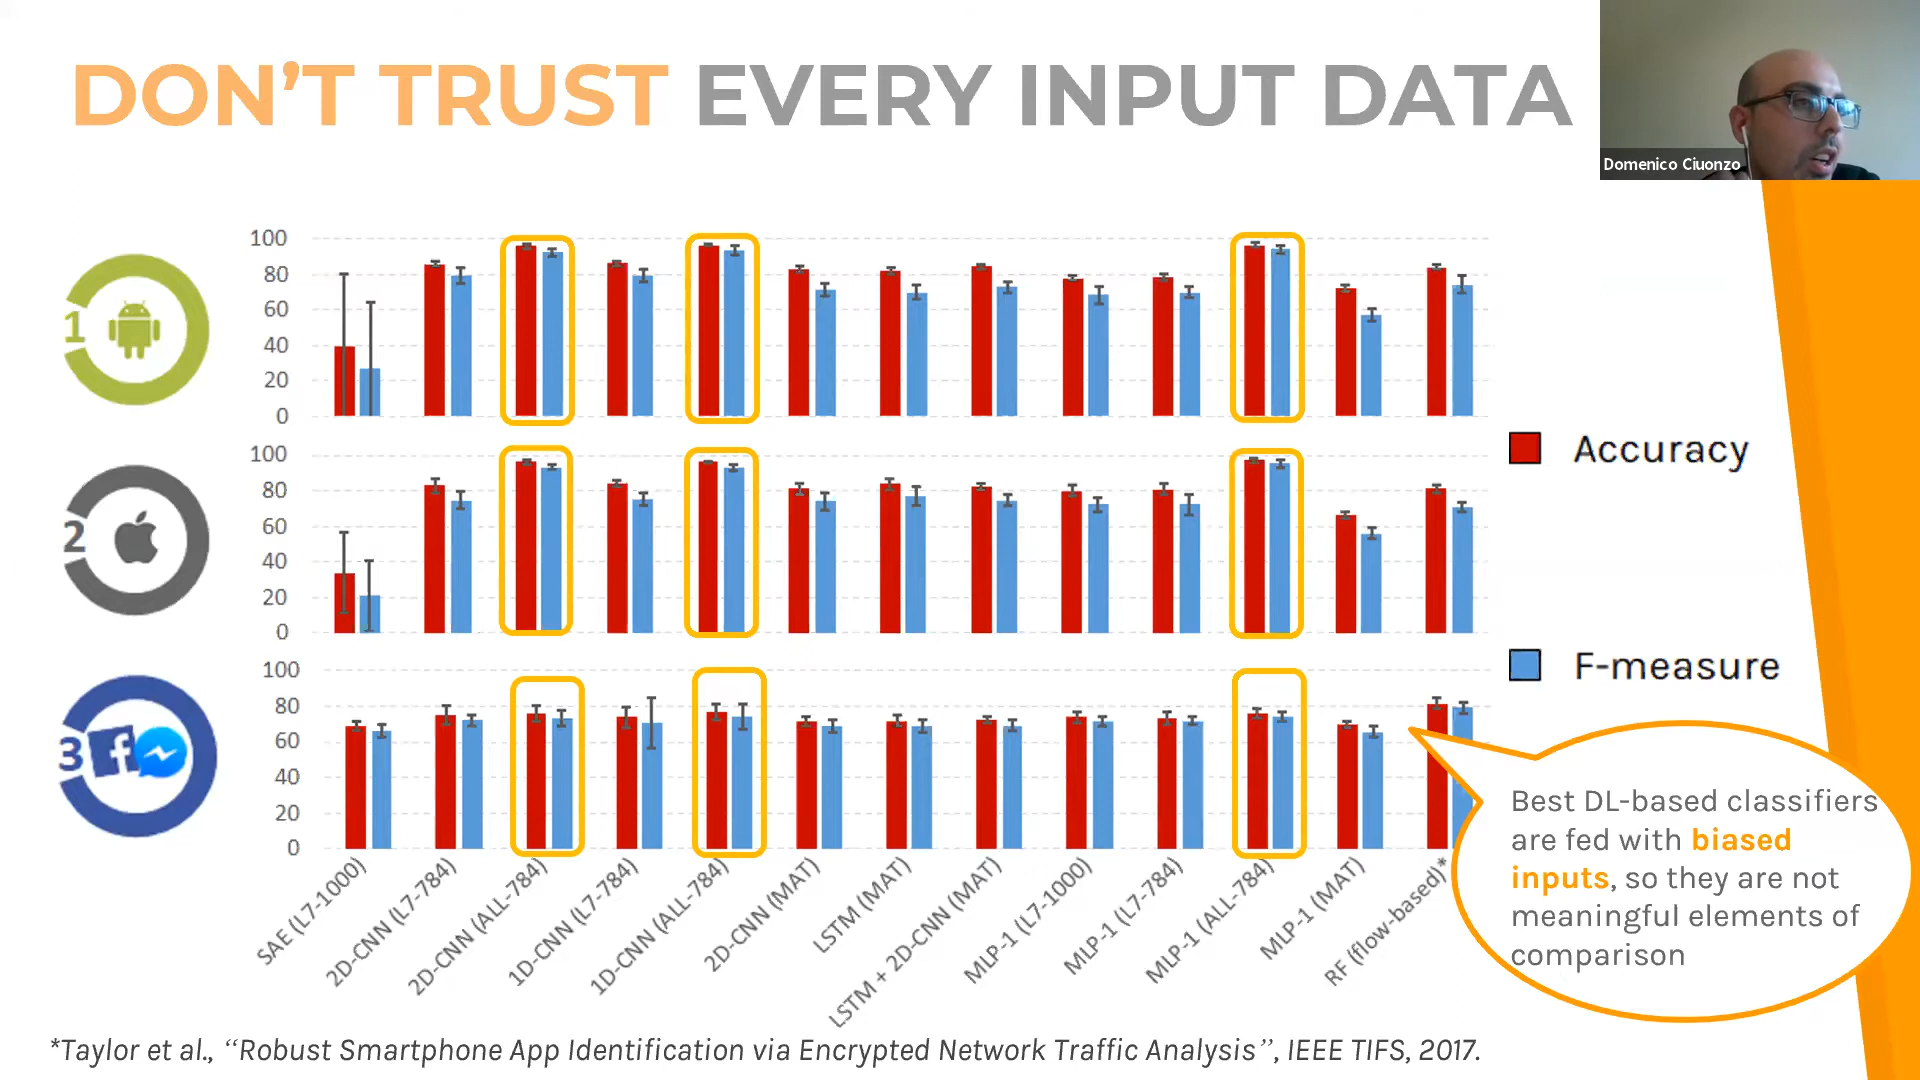 DON'T TRUST EVERY INPUT DATA
Domenico Ciuonzo
1
100
80
60
40
20
0
2
100
80
60
40
20
0
3
f
100
80
60
40
20
0
Accuracy
F-measure
SAE (L7-1000)
2D-CNN (L7-784)
2D-CNN (ALL-784)
1D-CNN (L7-784)
1D-CNN (ALL-784)
2D-CNN (MAT)
LSTM (MAT)
LSTM + 2D-CNN (MAT)
MLP-1 (L7-1000)
MLP-1 (L7-784)
MLP-1 (ALL-784)
MLP-1 (MAT)
RF (flow-based)*
Best DL-based classifiers
are fed with biased
inputs, so they are not
meaningful elements of
comparison
*Taylor et al., “Robust Smartphone App Identification via Encrypted Network Traffic Analysis”, IEEE TIFS, 2017.